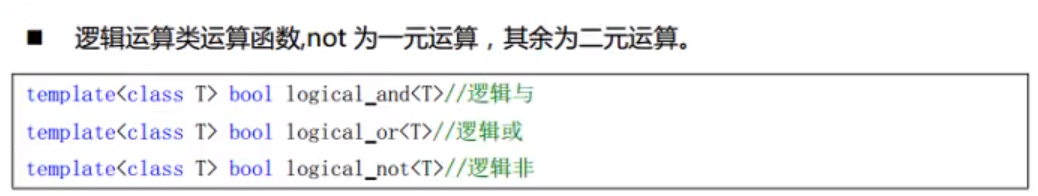 ■ 逻辑运算类运算函数,not 为一元运算，其余为二元运算。
template<class T> bool logical_and<T>//逻辑与
template<class T> bool logical_or<T>//逻辑或
template<class T> bool logical_not<T>//逻辑非